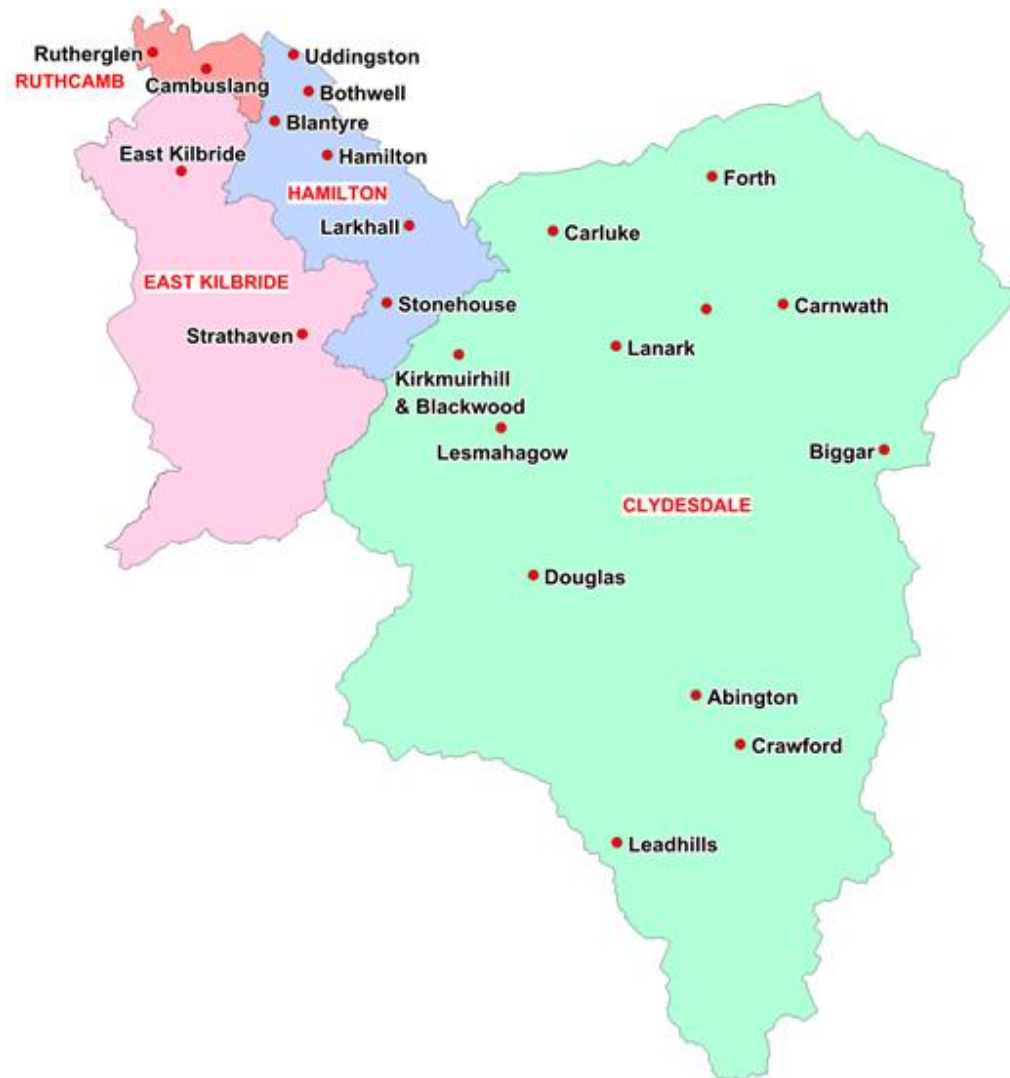 Rutherglen
Uddingston
RUTHCAMB
Cambuslang
Bothwell
Blantyre
East Kilbride
Hamilton
Forth
HAMILTON
Larkhall
Carluke
EAST KILBRIDE
Stonehouse
Carnwath
Strathaven
Lanark
Kirkmuirhill
& Blackwood
Lesmahagow
Biggar
CLYDESDALE
Douglas
Abington
Crawford
Leadhills